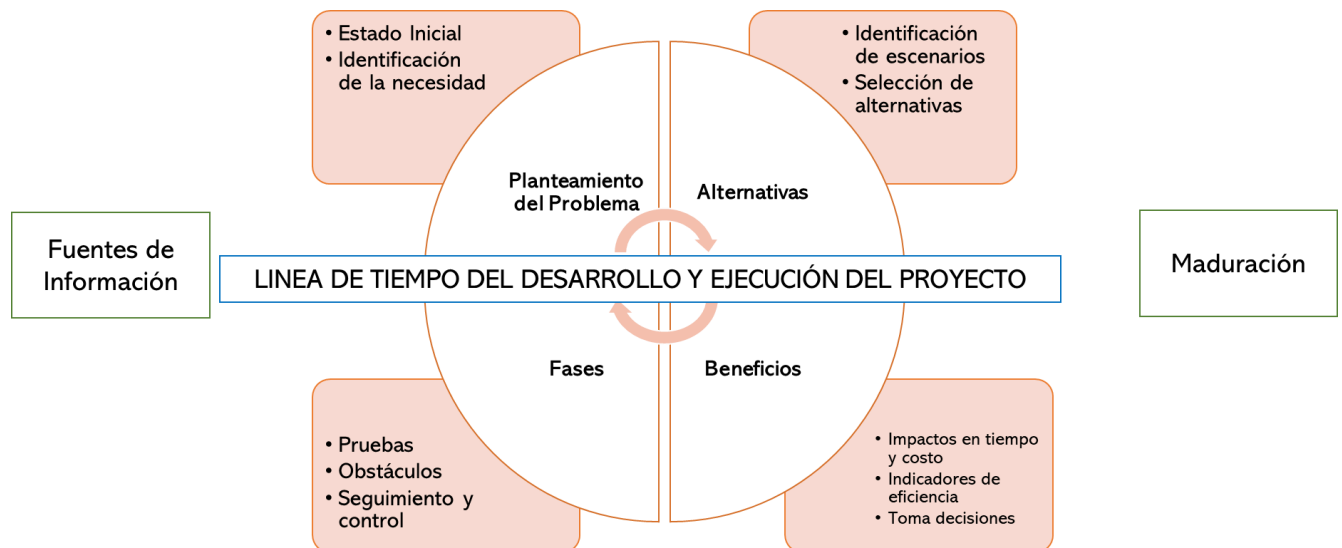 • Estado Inicial
• Identificación
de la necesidad
• Identificación
de escenarios
• Selección de
alternativas
Planteamiento
del Problema
Alternativas
Fuentes de
Información
LINEA DE TIEMPO DEL DESARROLLO Y EJECUCIÓN DEL PROYECTO
Maduración
Fases
Beneficios
• Pruebas
• Obstáculos
• Seguimiento y
control
• Impactos en tiempo
y costo
• Indicadores de
eficiencia
• Toma decisiones